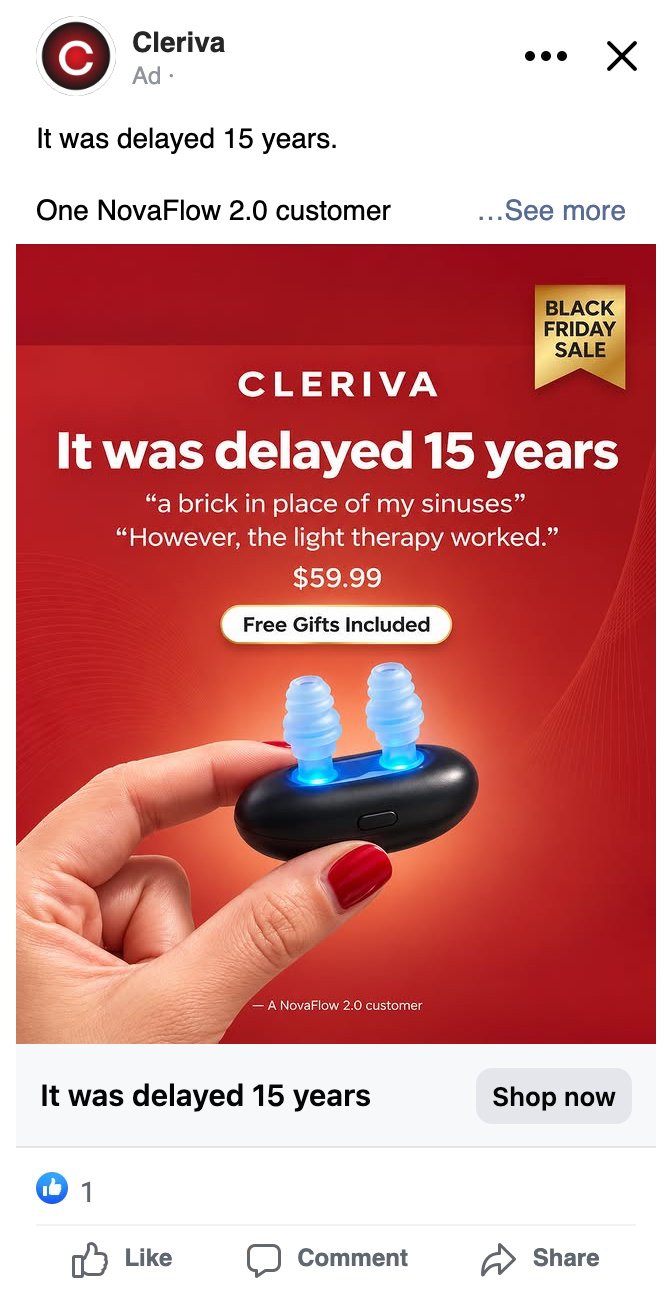 C
Cleriva
Ad ·
It was delayed 15 years.
One NovaFlow 2.0 customer ...See more
BLACK
FRIDAY
SALE
CLERIVA
It was delayed 15 years
“a brick in place of my sinuses”
“However, the light therapy worked.”
$59.99
Free Gifts Included
— A NovaFlow 2.0 customer
It was delayed 15 years
Shop now
1
Like Comment Share